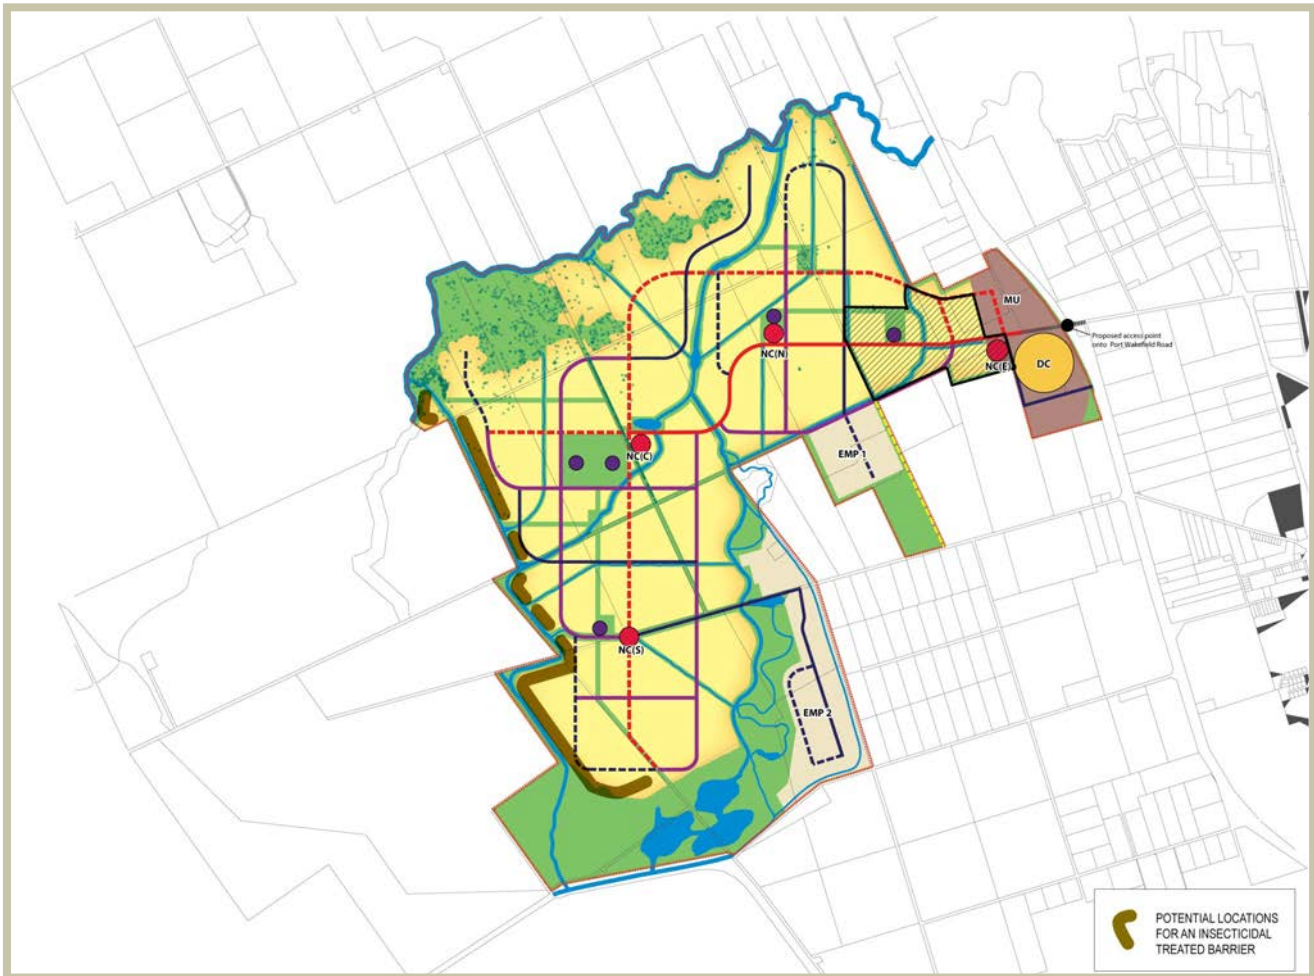 MU
Proposed access point
onto Port Wakefield Road
NC(N)
NC(E)
DC
NC(C)
EMP 1
NC(S)
EMP 2
POTENTIAL LOCATIONS
FOR AN INSECTICIDAL
TREATED BARRIER